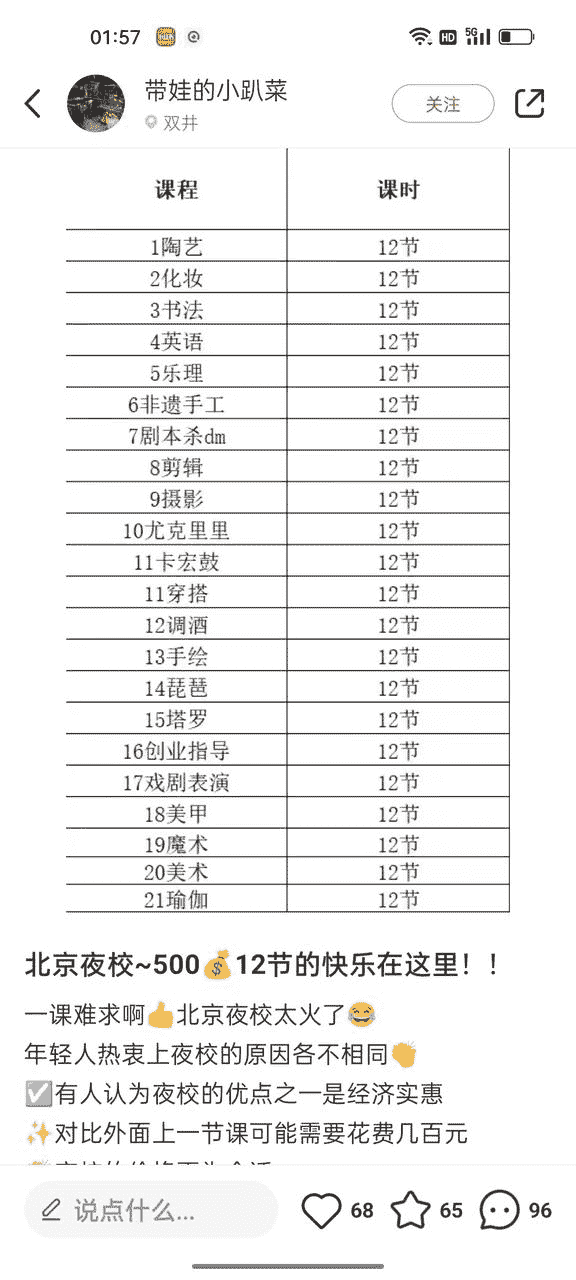 01:57
HD 5G
带娃的小趴菜
双井
关注
课程 课时
1陶艺 12节
2化妆 12节
3书法 12节
4英语 12节
5乐理 12节
6非遗手工 12节
7剧本杀dm 12节
8剪辑 12节
9摄影 12节
10尤克里里 12节
11卡宏鼓 12节
11穿搭 12节
12调酒 12节
13手绘 12节
14琵琶 12节
15塔罗 12节
16创业指导 12节
17戏剧表演 12节
18美甲 12节
19魔术 12节
20美术 12节
21瑜伽 12节
北京夜校~500💰12节的快乐在这里！！
一课难求啊👍北京夜校太火了😂
年轻人热衷上夜校的原因各不相同👏
☑️有人认为夜校的优点之一是经济实惠
✨对比外面上一节课可能需要花费几百元
说点什么...
68 65 96